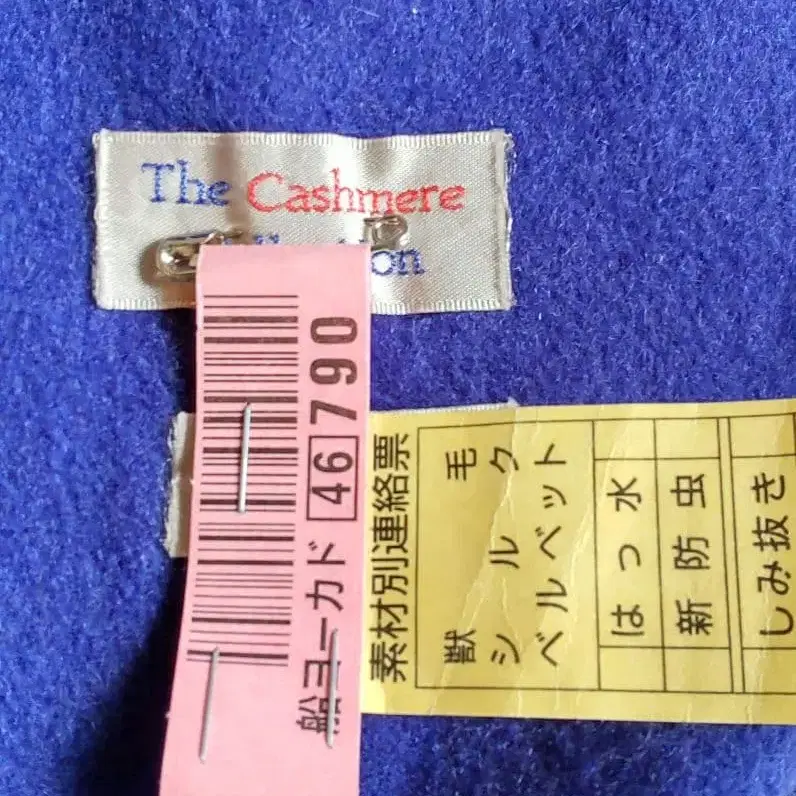 The Cashmere
Collection
船ヨーカド 46 790
素材別連絡票
獣毛
シルク
ベルベット
はっ水
新防虫
しみ抜き